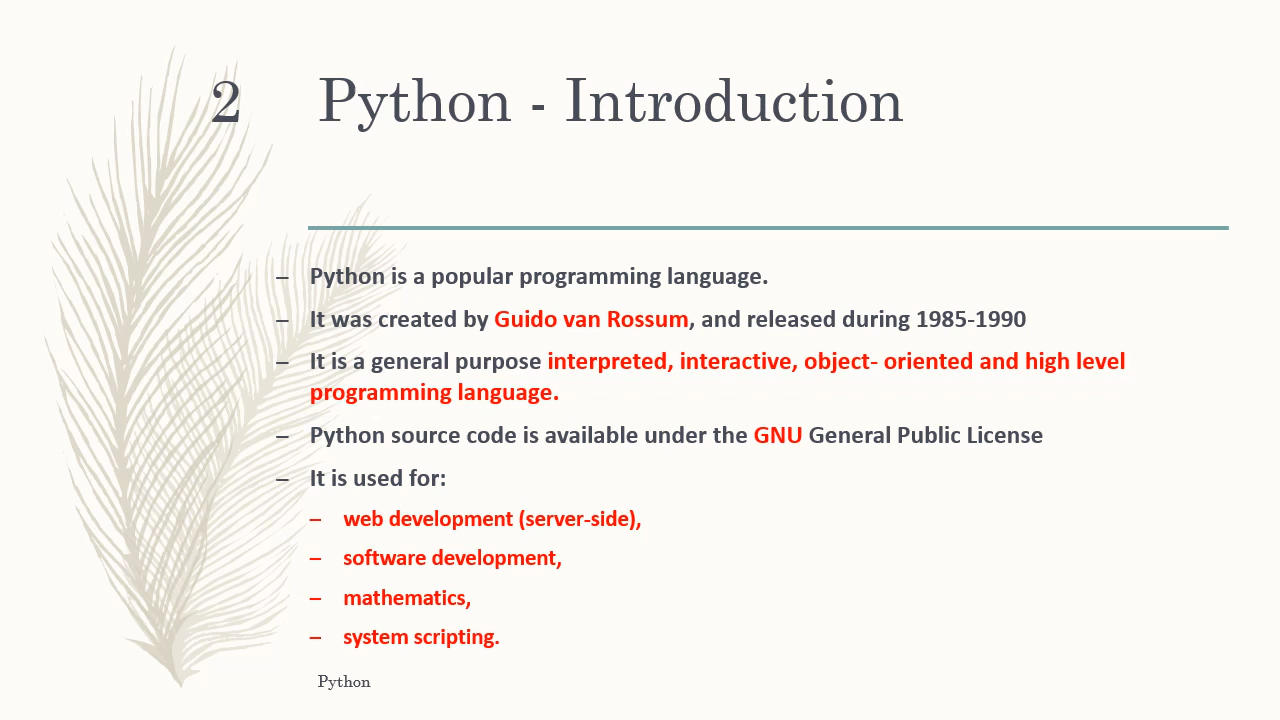 2 Python - Introduction
– Python is a popular programming language.
– It was created by Guido van Rossum, and released during 1985-1990
– It is a general purpose interpreted, interactive, object- oriented and high level
programming language.
– Python source code is available under the GNU General Public License
– It is used for:
– web development (server-side),
– software development,
– mathematics,
– system scripting.
Python